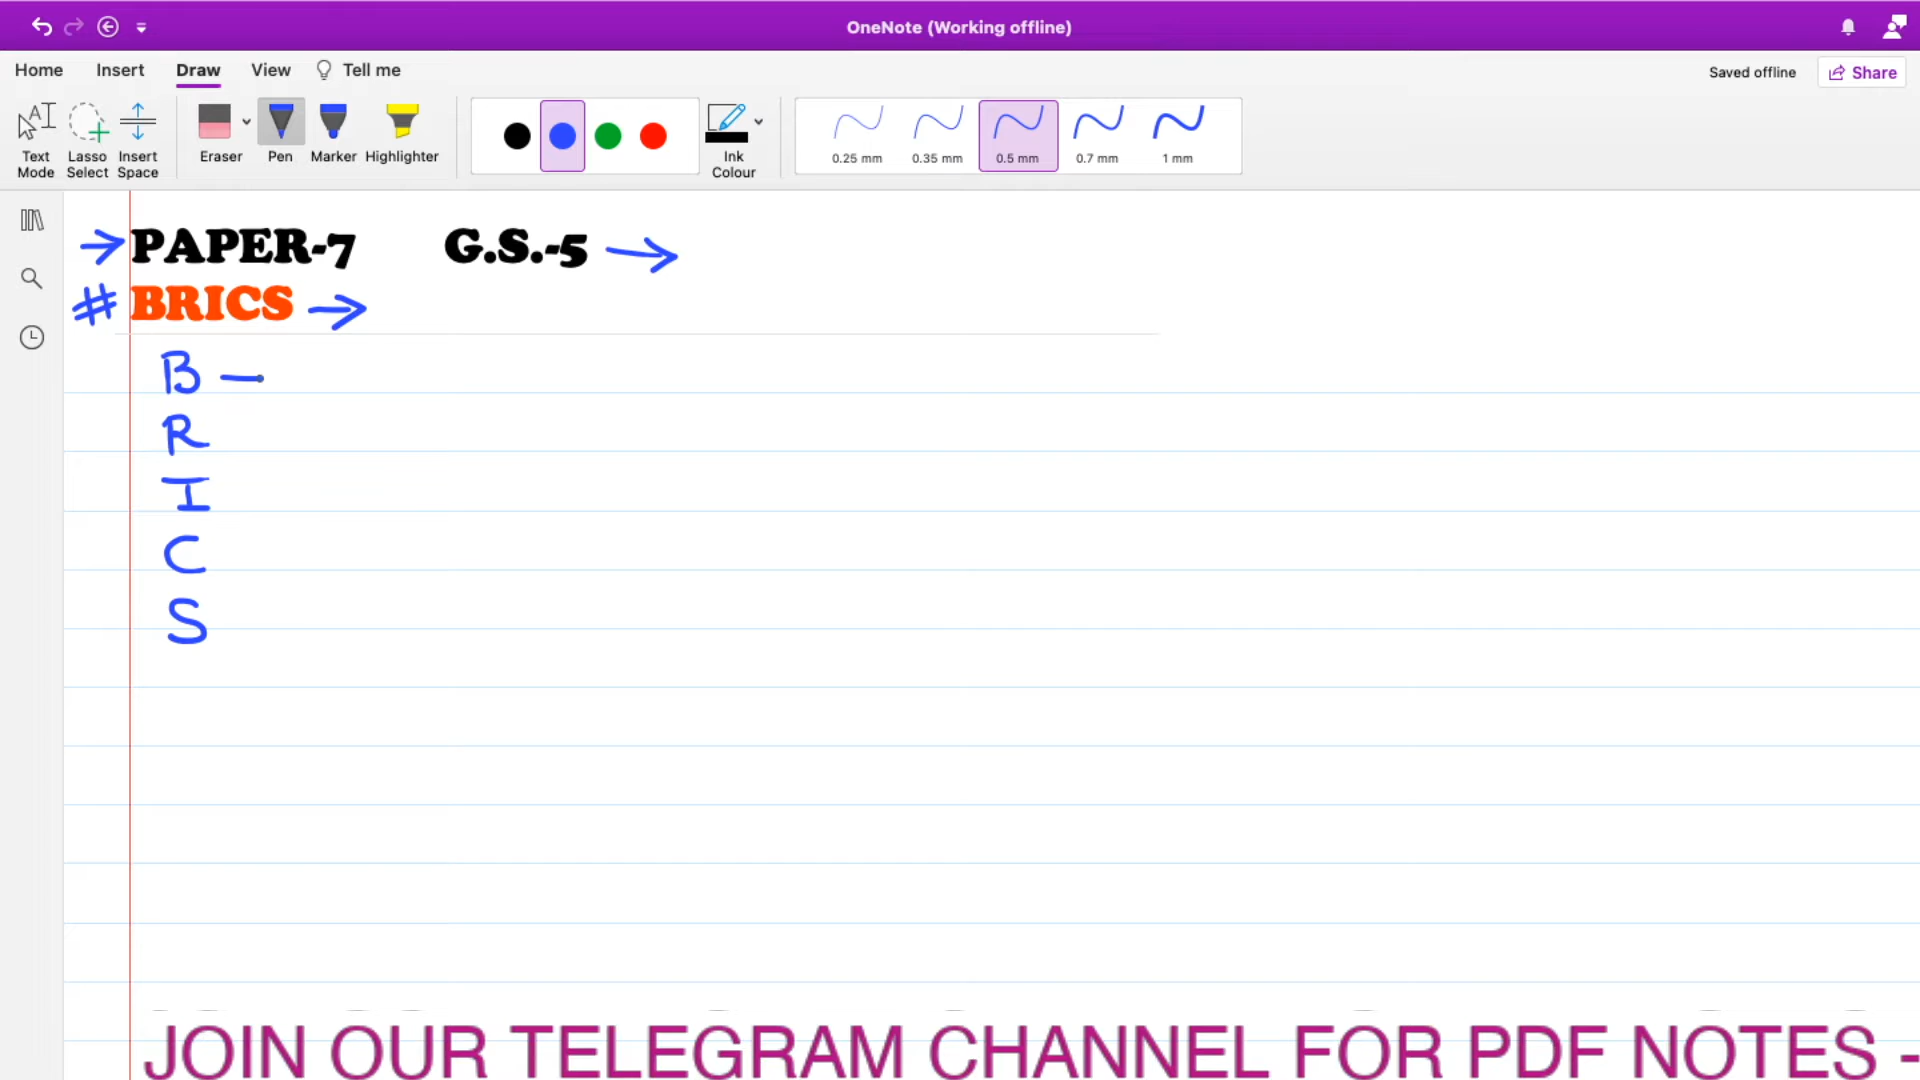 OneNote (Working offline)
Home Insert Draw View Tell me
Saved offline Share
Text Mode
Lasso Select
Insert Space
Eraser
Pen
Marker
Highlighter
Ink Colour
0.25 mm 0.35 mm 0.5 mm 0.7 mm 1 mm
→ PAPER-7 G.S.-5 →
# BRICS →
B —
R
I
C
S
JOIN OUR TELEGRAM CHANNEL FOR PDF NOTES -